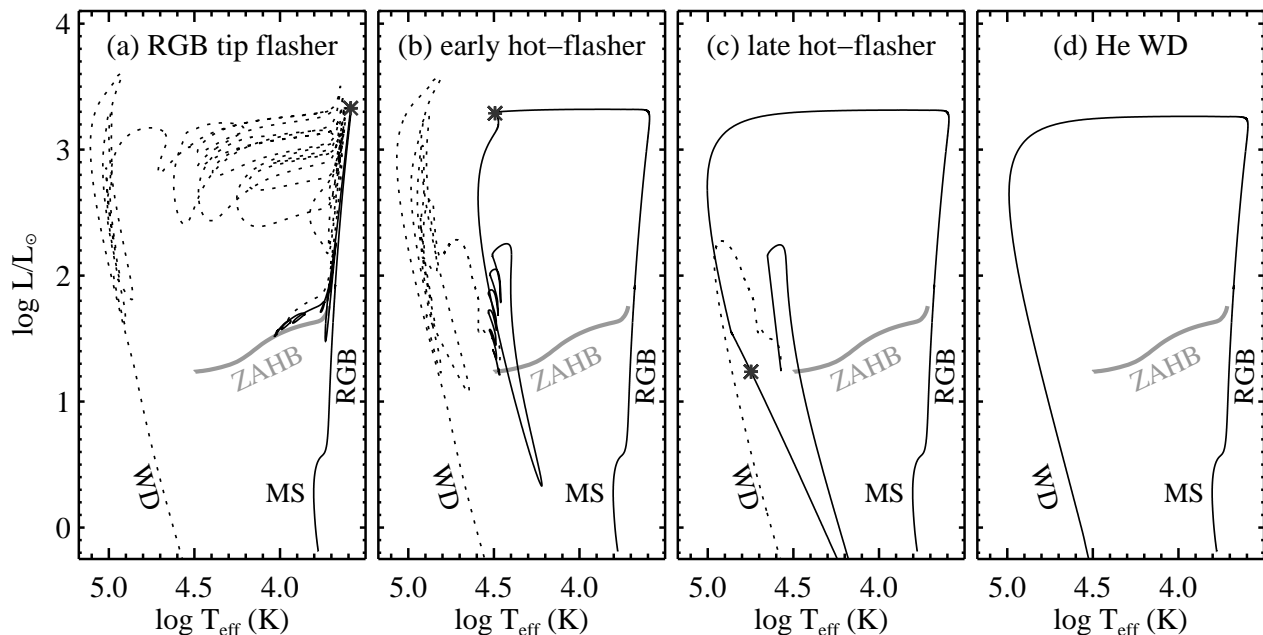 (a) RGB tip flasher
(b) early hot−flasher
(c) late hot−flasher
(d) He WD
4
3
2
1
0
log L/L☉
ZAHB
RGB
WD
MS
ZAHB
RGB
WD
MS
ZAHB
RGB
WD
MS
ZAHB
RGB
WD
MS
5.0 4.5 4.0
5.0 4.5 4.0
5.0 4.5 4.0
5.0 4.5 4.0
log Teff (K)
log Teff (K)
log Teff (K)
log Teff (K)